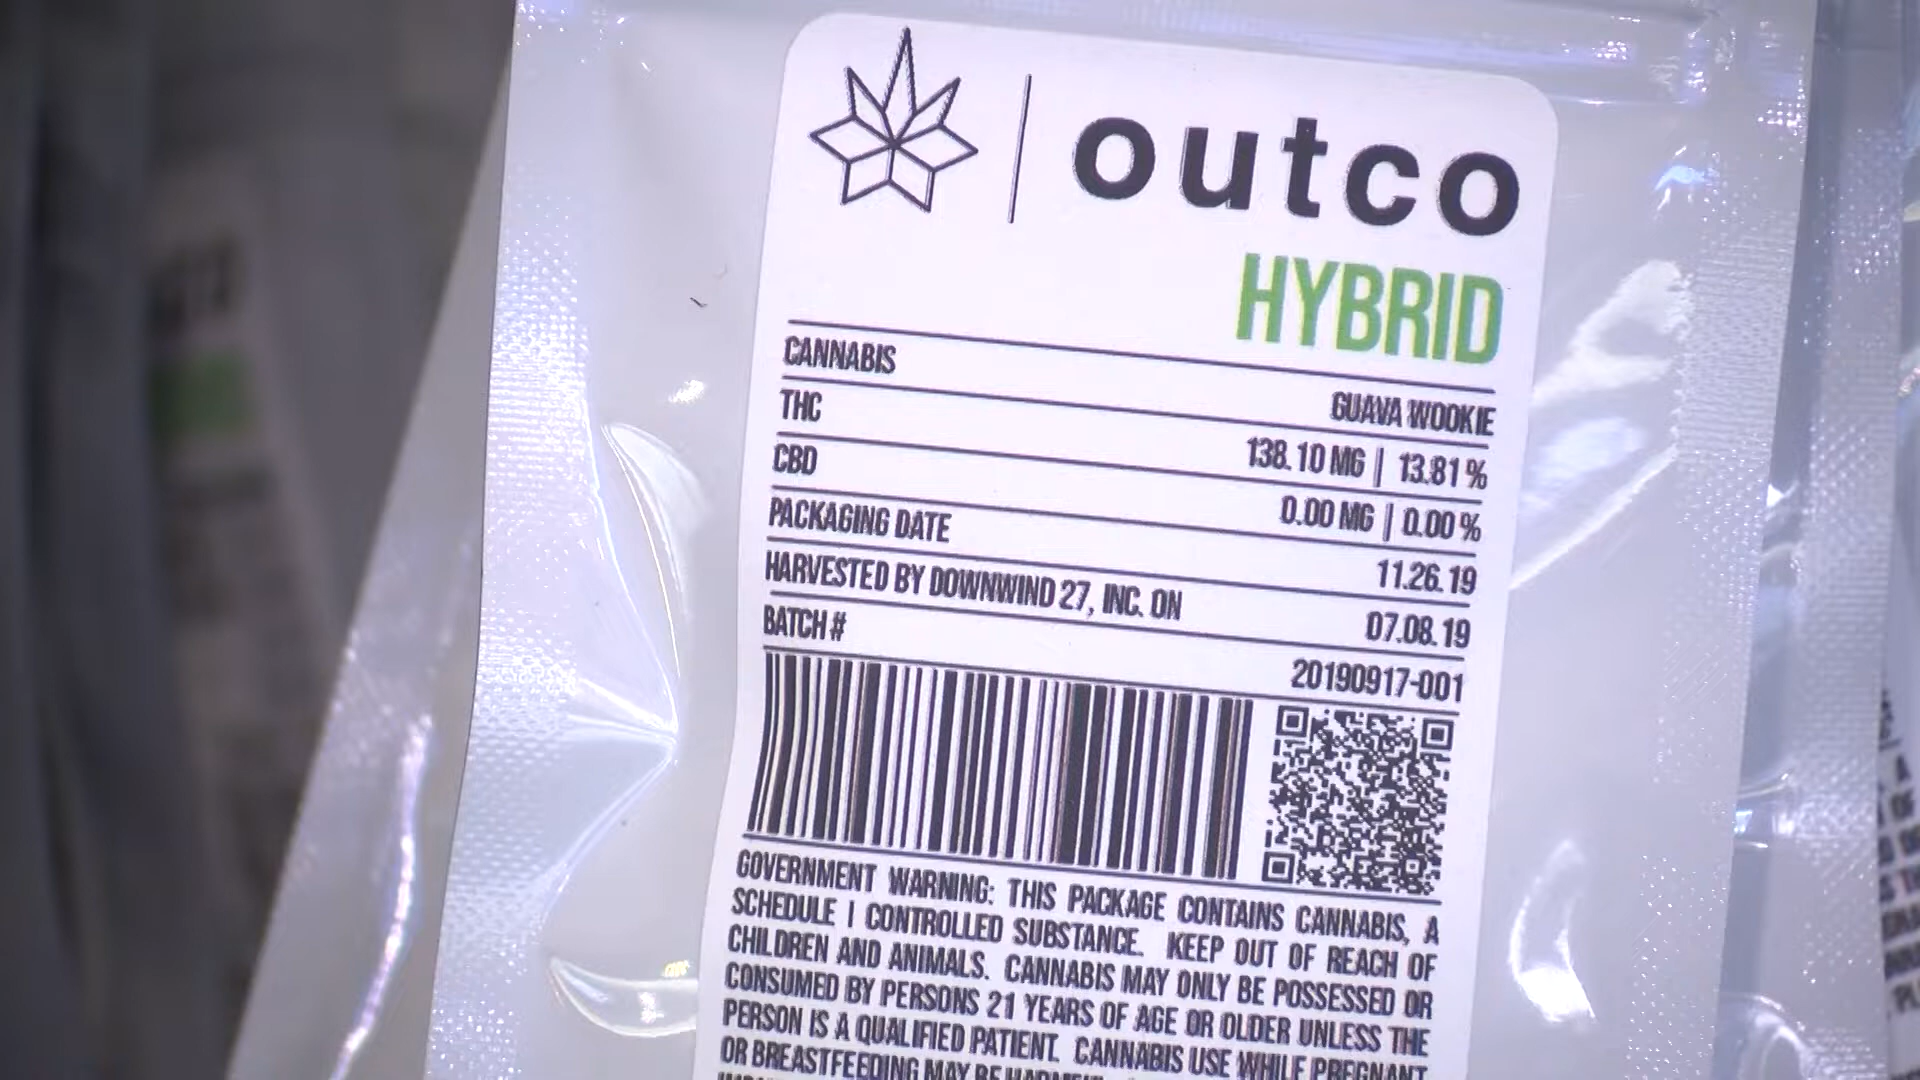 outco
HYBRID
CANNABIS GUAVA WOOKIE
THC 138.10 MG | 13.81%
CBD 0.00 MG | 0.00%
PACKAGING DATE 11.26.19
HARVESTED BY DOWNWIND 27, INC. ON 07.08.19
BATCH# 20190917-001
GOVERNMENT WARNING: THIS PACKAGE CONTAINS CANNABIS, A
SCHEDULE I CONTROLLED SUBSTANCE. KEEP OUT OF REACH OF
CHILDREN AND ANIMALS. CANNABIS MAY ONLY BE POSSESSED OR
CONSUMED BY PERSONS 21 YEARS OF AGE OR OLDER UNLESS THE
PERSON IS A QUALIFIED PATIENT. CANNABIS USE WHILE PREGNANT
OR BREASTFEEDING MAY BE